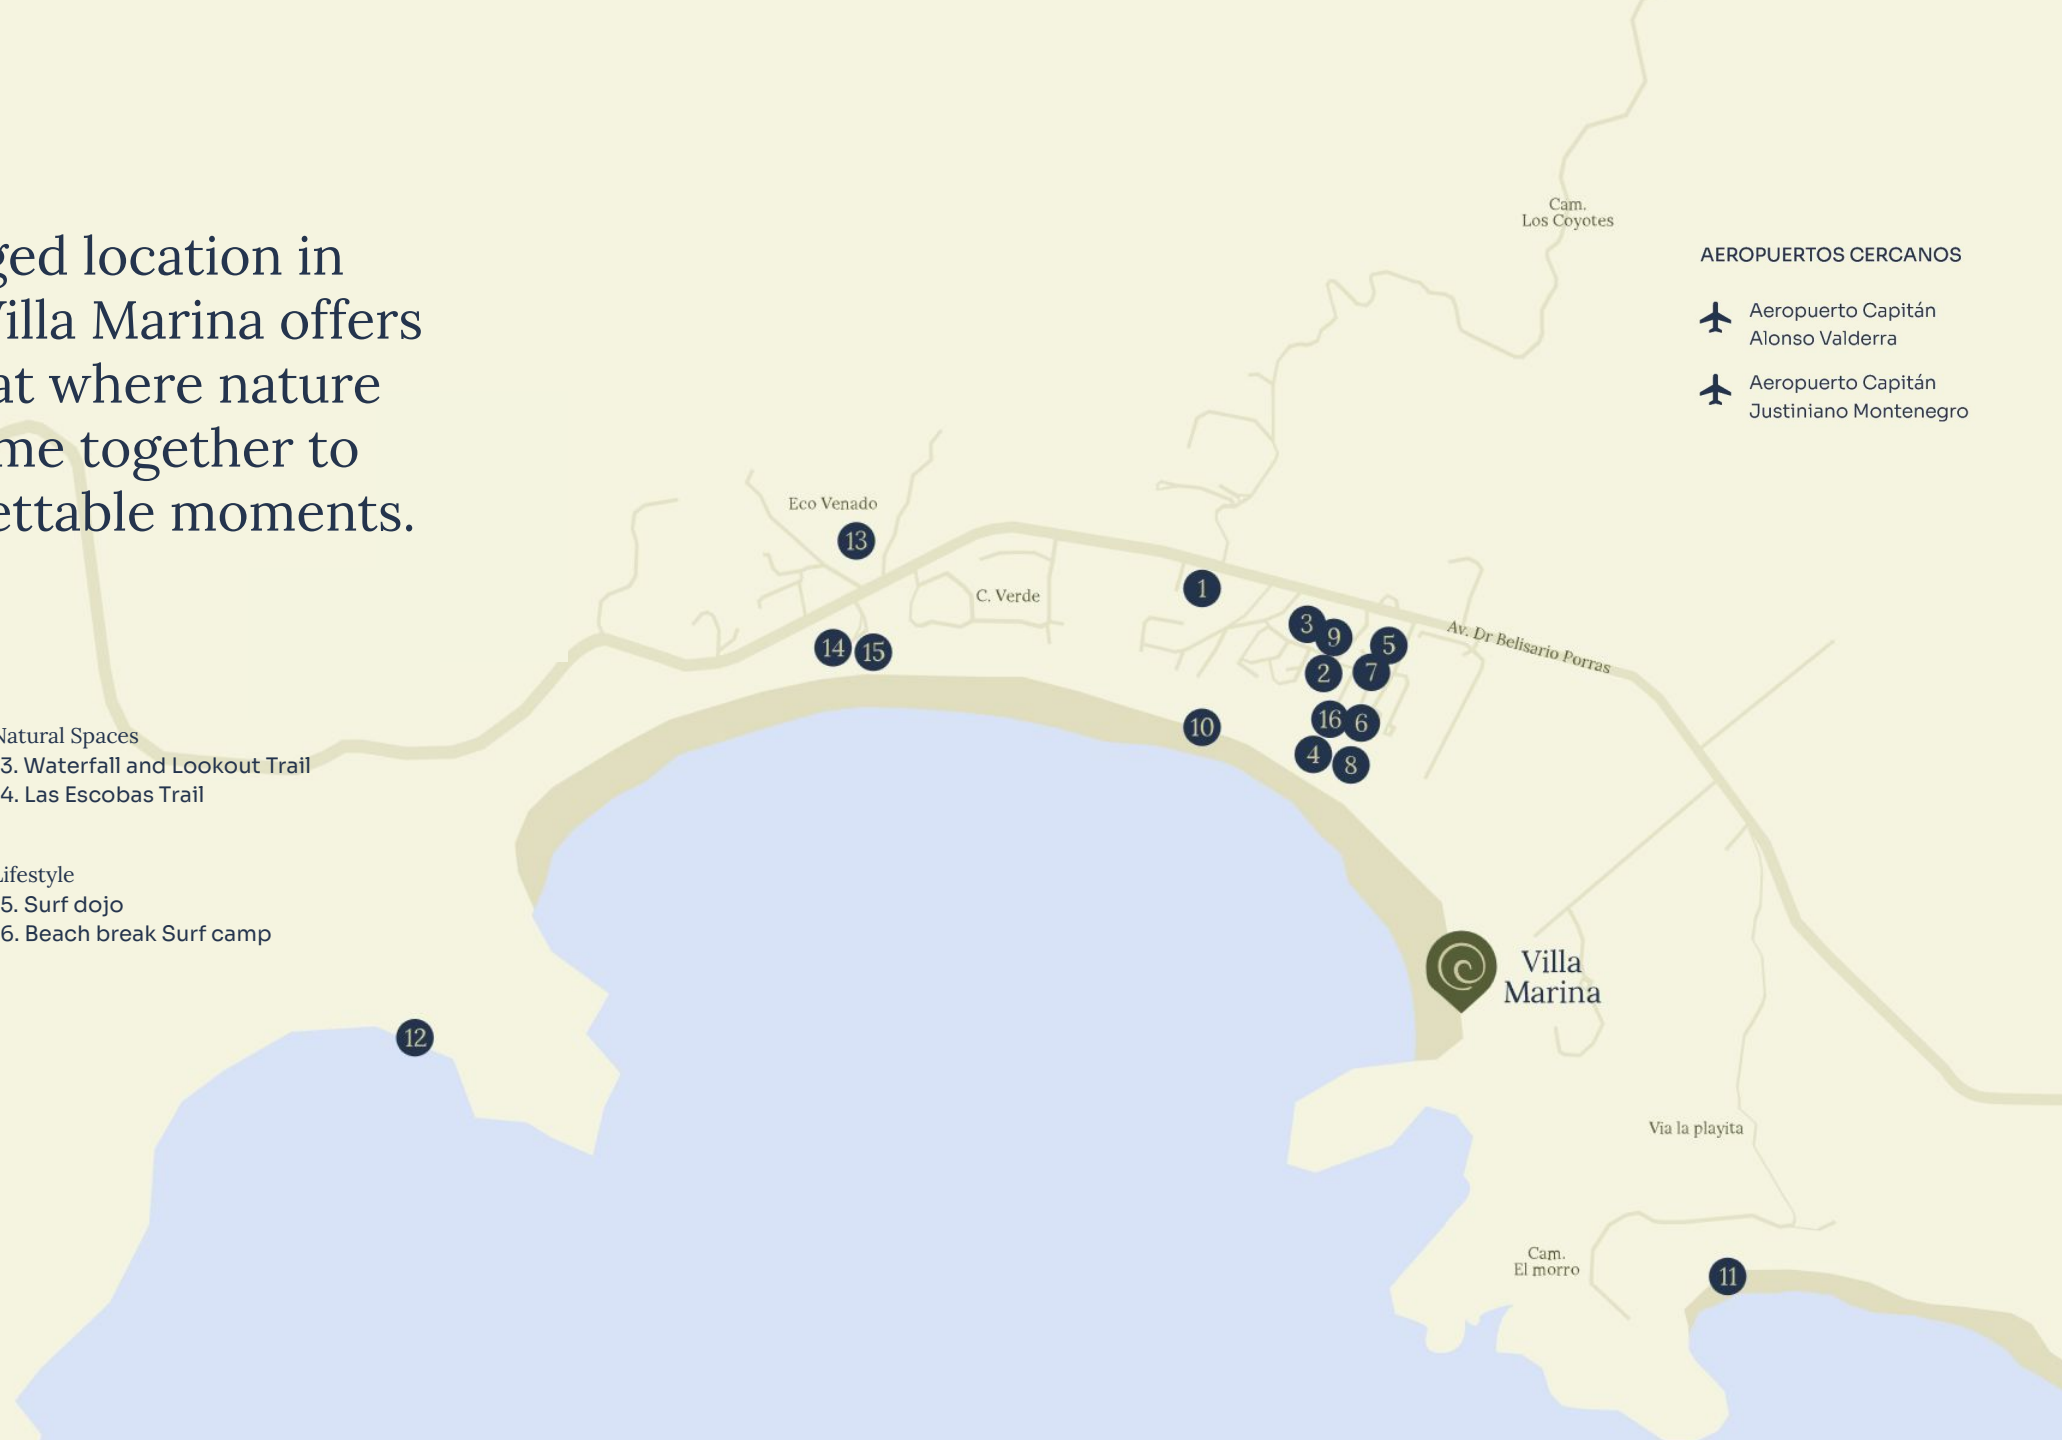 ged location in
Villa Marina offers
at where nature
me together to
ettable moments.
Natural Spaces
3. Waterfall and Lookout Trail
4. Las Escobas Trail
Lifestyle
5. Surf dojo
6. Beach break Surf camp
Cam.
Los Coyotes
AEROPUERTOS CERCANOS
Aeropuerto Capitán
Alonso Valderra
Aeropuerto Capitán
Justiniano Montenegro
Eco Venado
13
C. Verde
1
3
9
5
Av. Dr Belisario Porras
14
15
2
7
10
16
6
4
8
Villa
Marina
12
Via la playita
Cam.
El morro
11